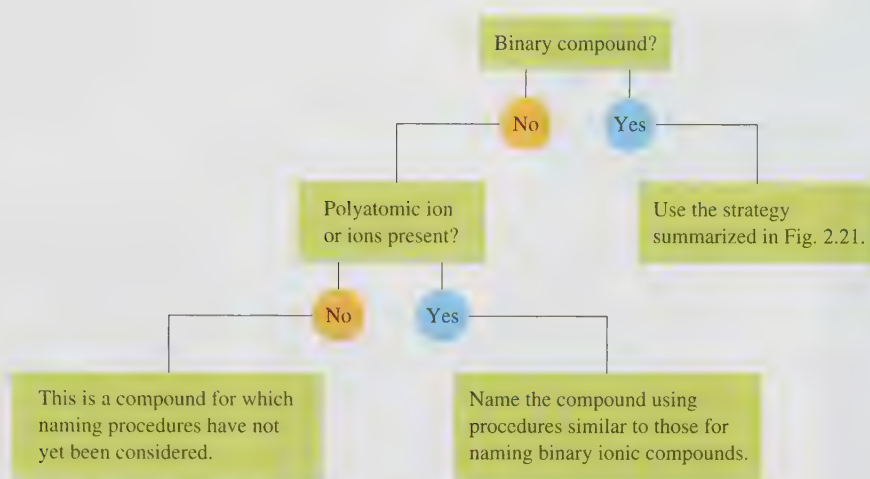 Binary compound?
No
Yes
Polyatomic ion
or ions present?
Use the strategy
summarized in Fig. 2.21.
No
Yes
This is a compound for which
naming procedures have not
yet been considered.
Name the compound using
procedures similar to those for
naming binary ionic compounds.